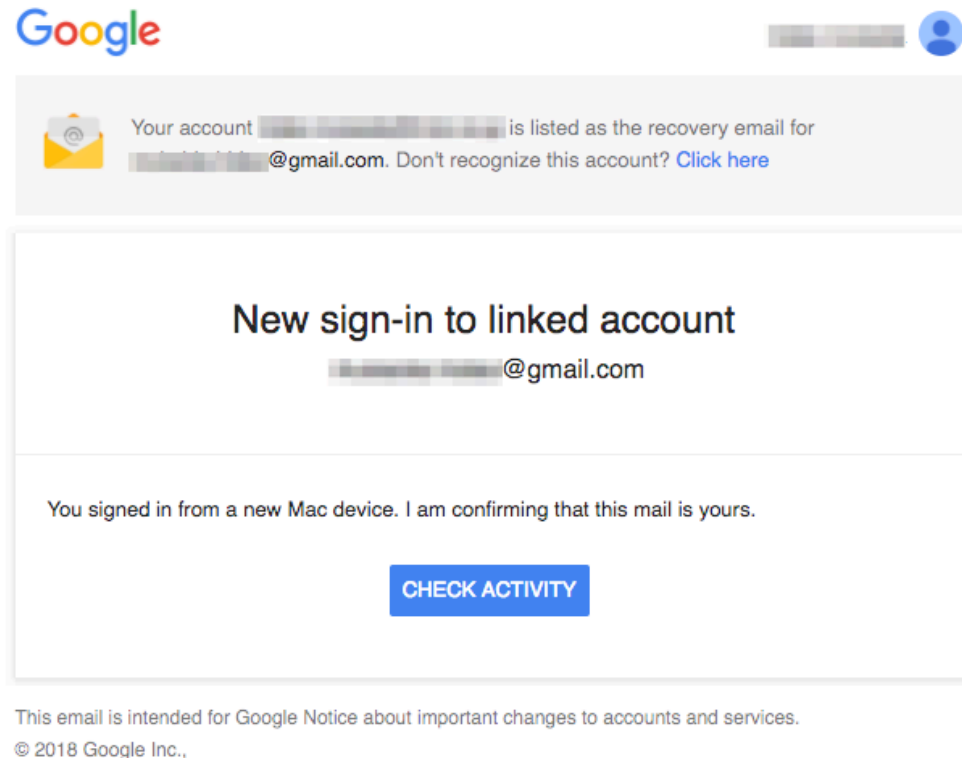 Google
Your account is listed as the recovery email for
@gmail.com. Don't recognize this account? Click here
New sign-in to linked account
@gmail.com
You signed in from a new Mac device. I am confirming that this mail is yours.
CHECK ACTIVITY
This email is intended for Google Notice about important changes to accounts and services.
© 2018 Google Inc.,